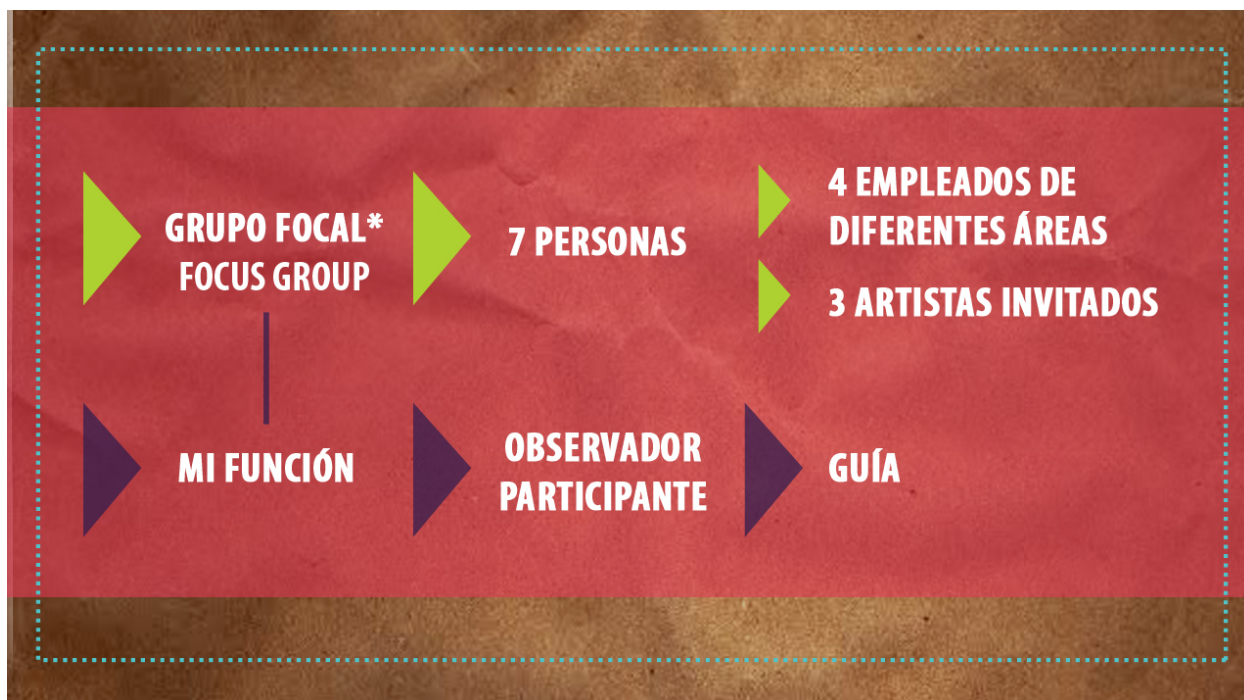 GRUPO FOCAL*
FOCUS GROUP
7 PERSONAS
4 EMPLEADOS DE
DIFERENTES ÁREAS
3 ARTISTAS INVITADOS
MI FUNCIÓN
OBSERVADOR
PARTICIPANTE
GUÍA